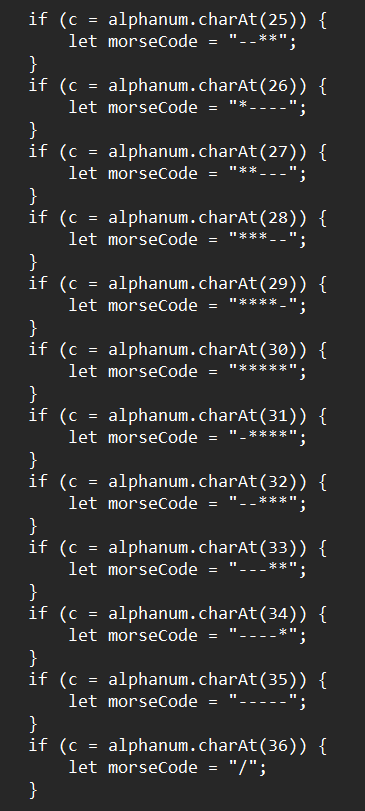 if (c = alphanum.charAt(25)) {
let morseCode = "--**";
}
if (c = alphanum.charAt(26)) {
let morseCode = "*----";
}
if (c = alphanum.charAt(27)) {
let morseCode = "**---";
}
if (c = alphanum.charAt(28)) {
let morseCode = "***--";
}
if (c = alphanum.charAt(29)) {
let morseCode = "****-";
}
if (c = alphanum.charAt(30)) {
let morseCode = "*****";
}
if (c = alphanum.charAt(31)) {
let morseCode = "-****";
}
if (c = alphanum.charAt(32)) {
let morseCode = "--***";
}
if (c = alphanum.charAt(33)) {
let morseCode = "---**";
}
if (c = alphanum.charAt(34)) {
let morseCode = "----*";
}
if (c = alphanum.charAt(35)) {
let morseCode = "-----";
}
if (c = alphanum.charAt(36)) {
let morseCode = "/";
}